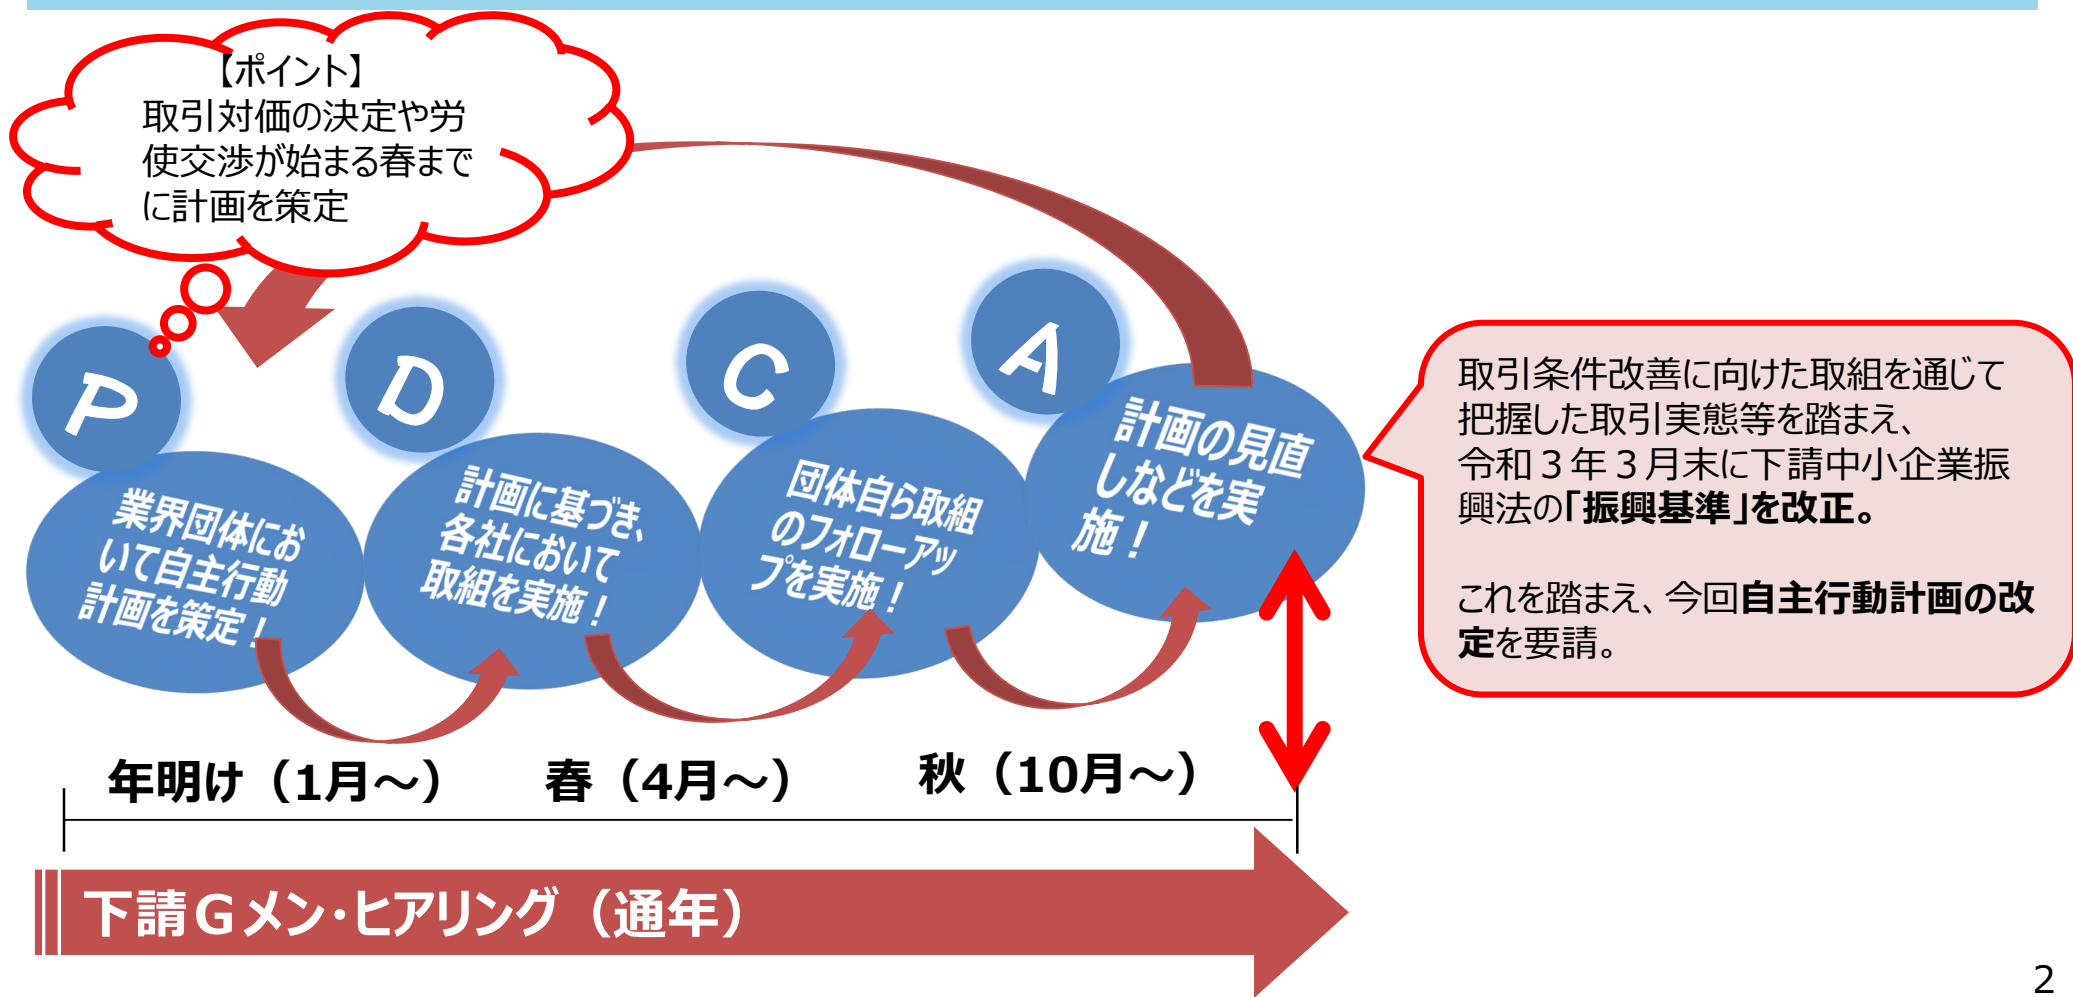 【ポイント】
取引対価の決定や労
使交渉が始まる春まで
に計画を策定
P
業界団体にお
いて自主行動
計画を策定！
D
計画に基づき、
各社において
取組を実施！
C
団体自ら取組
のフォローアッ
プを実施！
A
計画の見直
しなどを実
施！
取引条件改善に向けた取組を通じて
把握した取引実態等を踏まえ、
令和３年３月末に下請中小企業振
興法の「振興基準」を改正。
これを踏まえ、今回自主行動計画の改
定を要請。
年明け（1月～）
春（4月～）
秋（10月～）
下請Ｇメン・ヒアリング（通年）
2